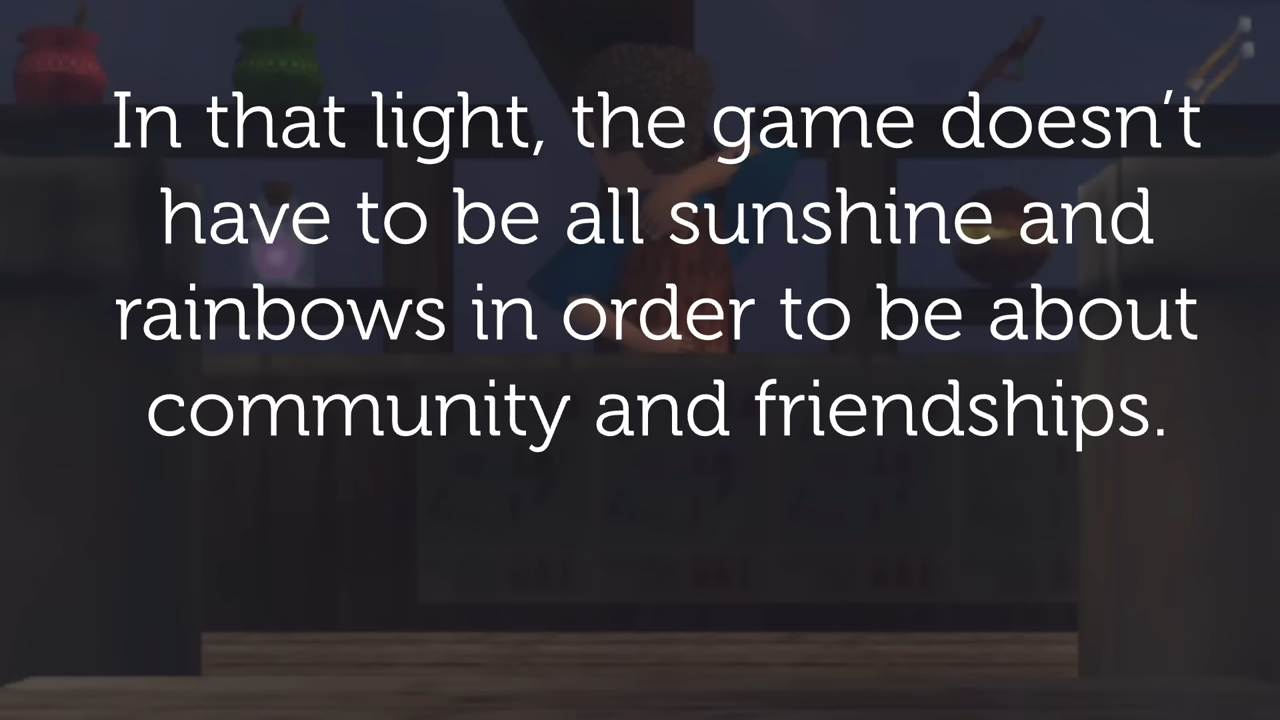 In that light, the game doesn’t
have to be all sunshine and
rainbows in order to be about
community and friendships.